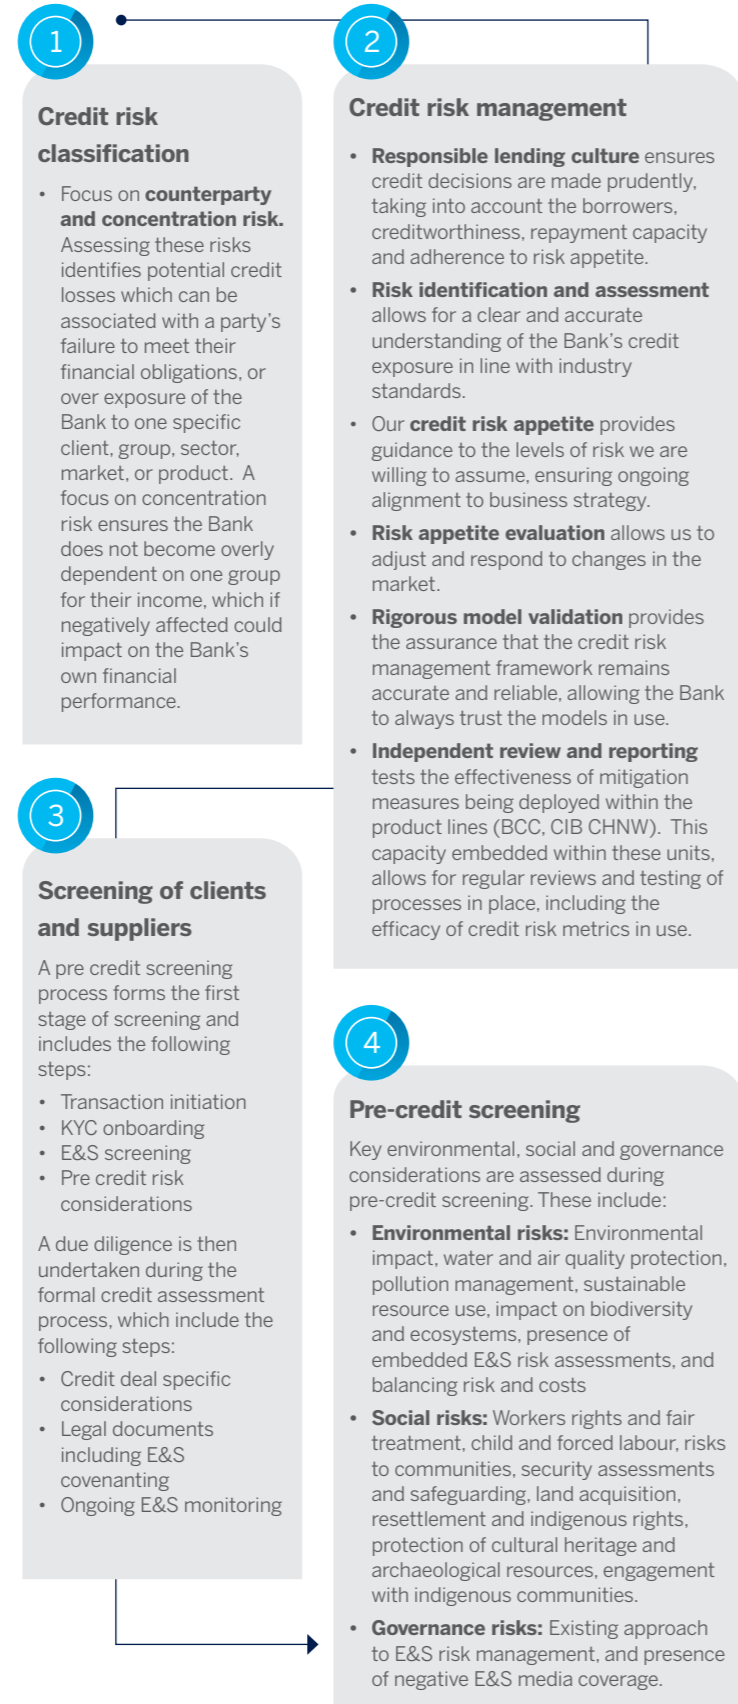 1
Credit risk
classification
• Focus on counterparty
and concentration risk.
Assessing these risks
identifies potential credit
losses which can be
associated with a party's
failure to meet their
financial obligations, or
over exposure of the
Bank to one specific
client, group, sector,
market, or product. A
focus on concentration
risk ensures the Bank
does not become overly
dependent on one group
for their income, which if
negatively affected could
impact on the Bank's
own financial
performance.
2
Credit risk management
• Responsible lending culture ensures
credit decisions are made prudently,
taking into account the borrowers,
creditworthiness, repayment capacity
and adherence to risk appetite.
• Risk identification and assessment
allows for a clear and accurate
understanding of the Bank's credit
exposure in line with industry
standards.
• Our credit risk appetite provides
guidance to the levels of risk we are
willing to assume, ensuring ongoing
alignment to business strategy.
• Risk appetite evaluation allows us to
adjust and respond to changes in the
market.
• Rigorous model validation provides
the assurance that the credit risk
management framework remains
accurate and reliable, allowing the Bank
to always trust the models in use.
• Independent review and reporting
tests the effectiveness of mitigation
measures being deployed within the
product lines (BCC, CIB CHNW). This
capacity embedded within these units,
allows for regular reviews and testing of
processes in place, including the
efficacy of credit risk metrics in use.
3
Screening of clients
and suppliers
A pre credit screening
process forms the first
stage of screening and
includes the following
steps:
• Transaction initiation
• KYC onboarding
• E&S screening
• Pre credit risk
considerations
A due diligence is then
undertaken during the
formal credit assessment
process, which include the
following steps:
• Credit deal specific
considerations
• Legal documents
including E&S
covenanting
• Ongoing E&S monitoring
4
Pre-credit screening
Key environmental, social and governance
considerations are assessed during
pre-credit screening. These include:
• Environmental risks: Environmental
impact, water and air quality protection,
pollution management, sustainable
resource use, impact on biodiversity
and ecosystems, presence of
embedded E&S risk assessments, and
balancing risk and costs
• Social risks: Workers rights and fair
treatment, child and forced labour, risks
to communities, security assessments
and safeguarding, land acquisition,
resettlement and indigenous rights,
protection of cultural heritage and
archaeological resources, engagement
with indigenous communities.
• Governance risks: Existing approach
to E&S risk management, and presence
of negative E&S media coverage.